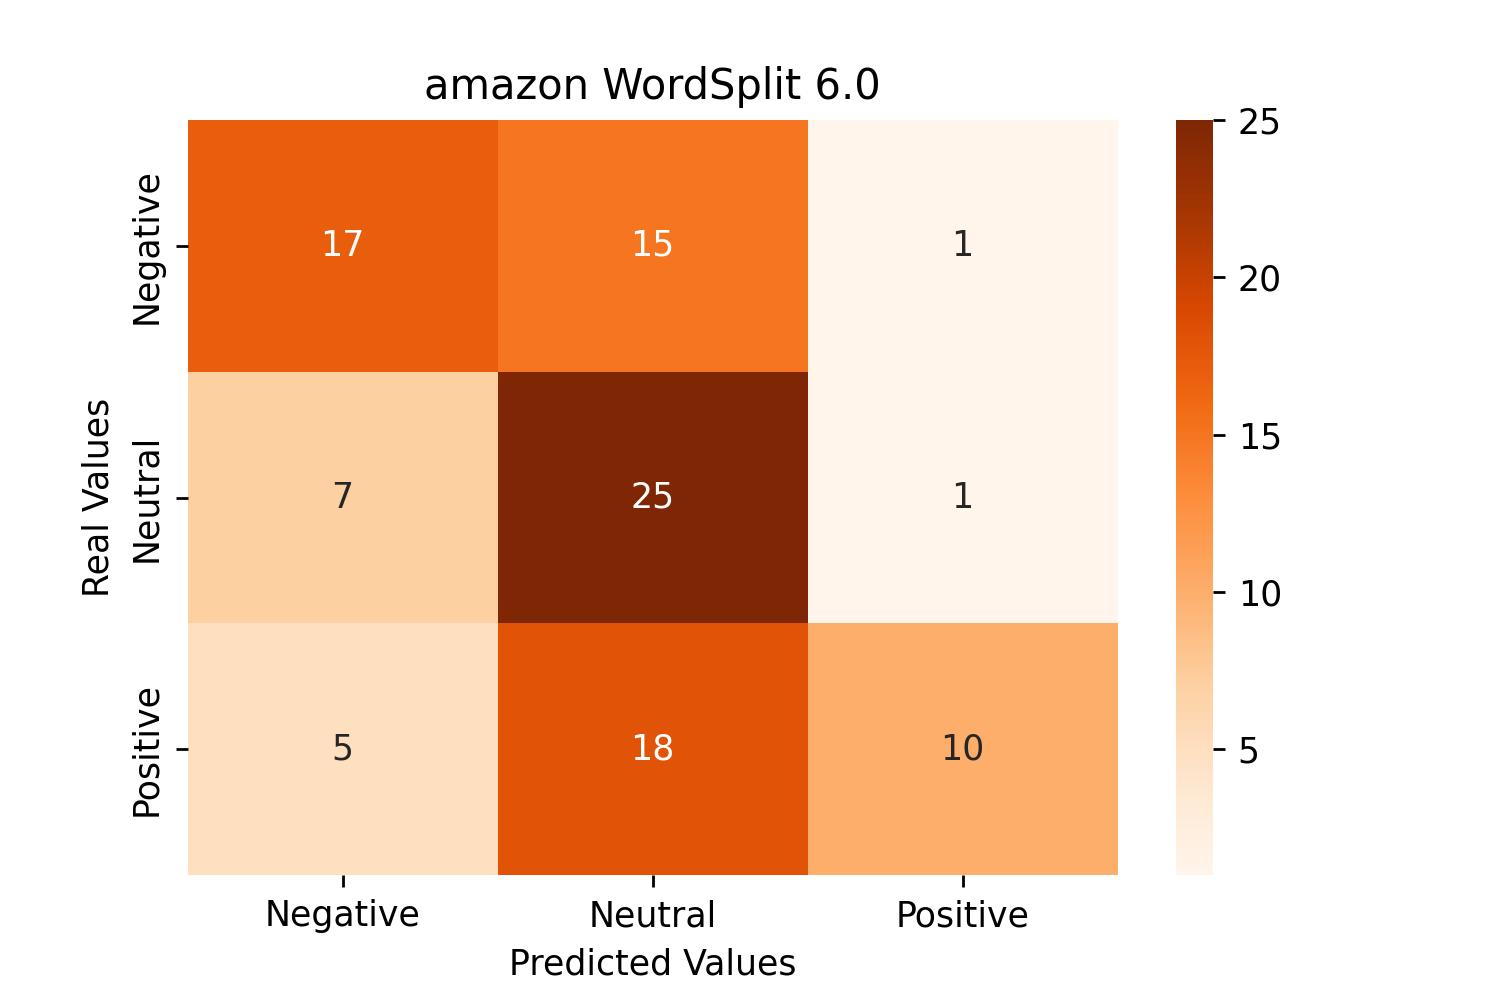 amazon WordSplit 6.0
Real Values
Negative
17
15
1
Neutral
7
25
1
Positive
5
18
10
Negative
Neutral
Positive
Predicted Values
25
20
15
10
5